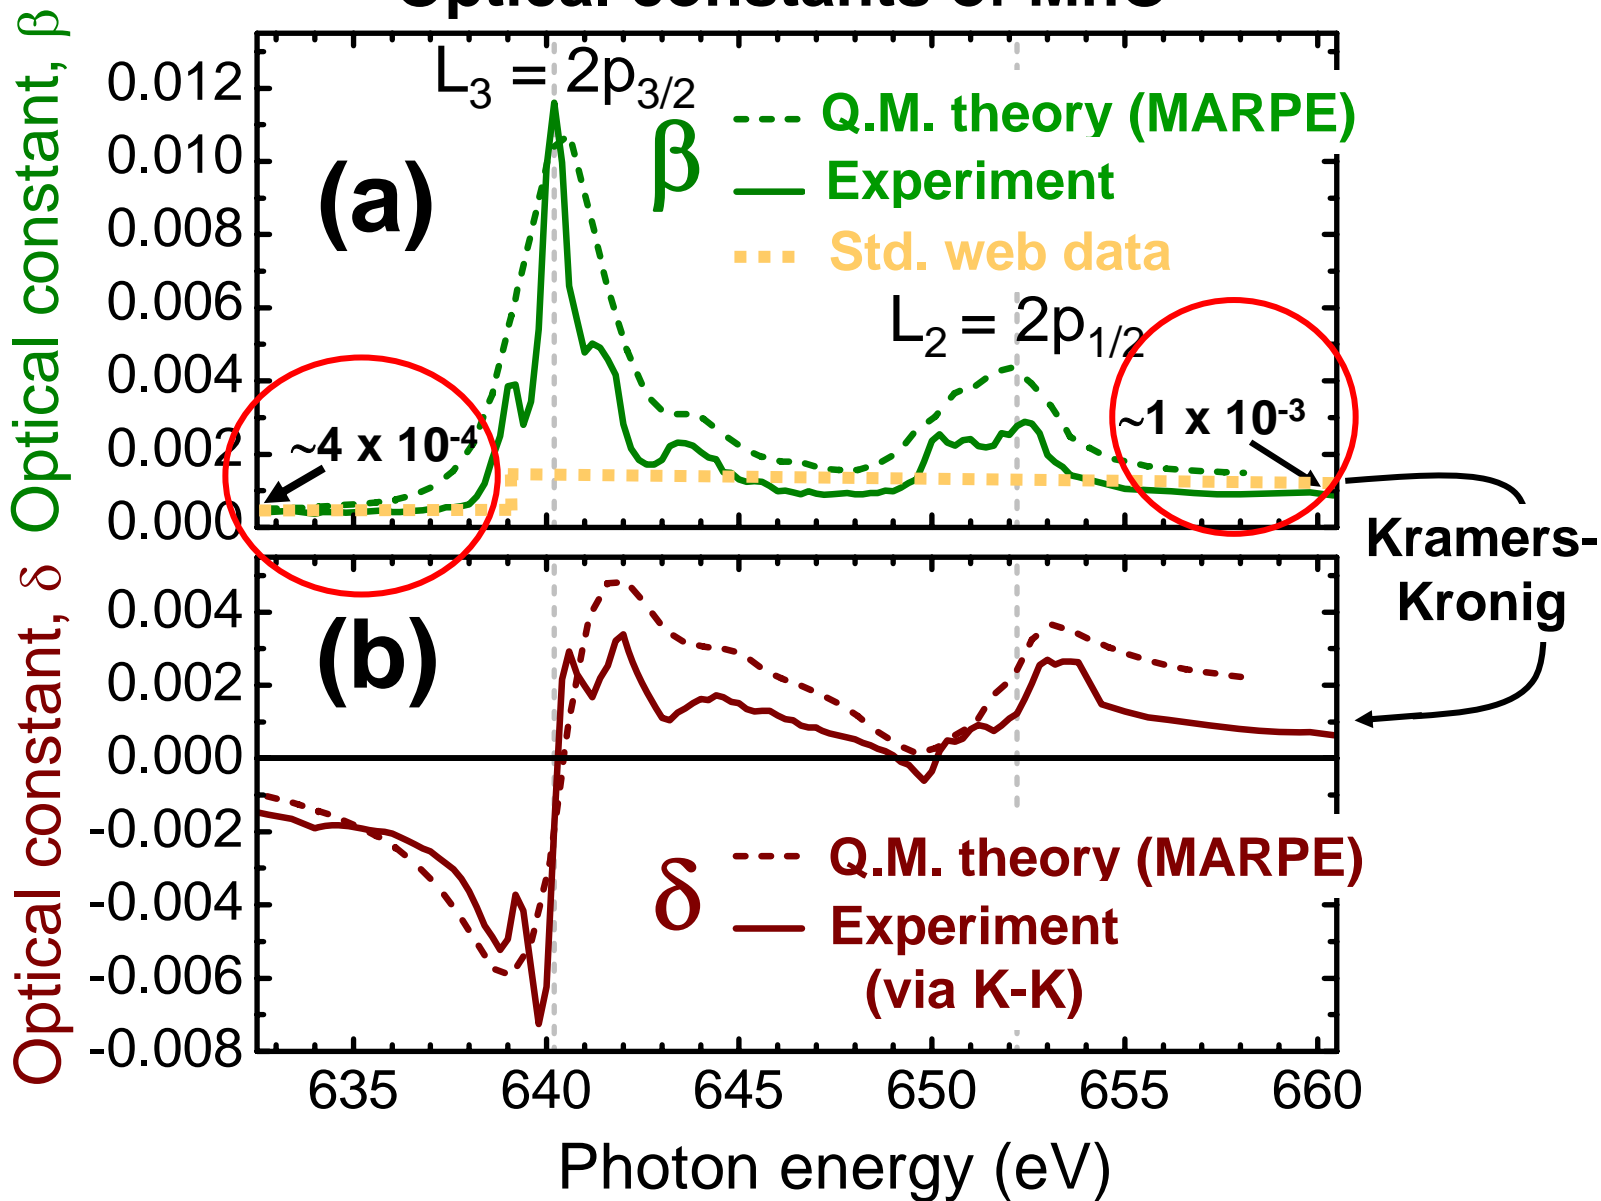 Optical constants of MnO
Optical constant, β
0.012
0.010
0.008
0.006
0.004
0.002
0.000
L3 = 2p3/2
(a)
β
Q.M. theory (MARPE)
Experiment
Std. web data
L2 = 2p1/2
~4 x 10-4
~1 x 10-3
Kramers-
Kronig
Optical constant, δ
0.004
0.002
0.000
-0.002
-0.004
-0.006
-0.008
(b)
δ
Q.M. theory (MARPE)
Experiment
(via K-K)
635 640 645 650 655 660
Photon energy (eV)